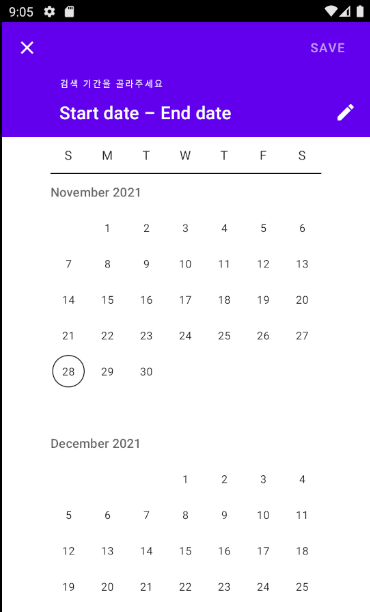 9:05
SAVE
검색 기간을 골라주세요
Start date – End date
S M T W T F S
November 2021
1 2 3 4 5 6
7 8 9 10 11 12 13
14 15 16 17 18 19 20
21 22 23 24 25 26 27
28 29 30
December 2021
1 2 3 4
5 6 7 8 9 10 11
12 13 14 15 16 17 18
19 20 21 22 23 24 25